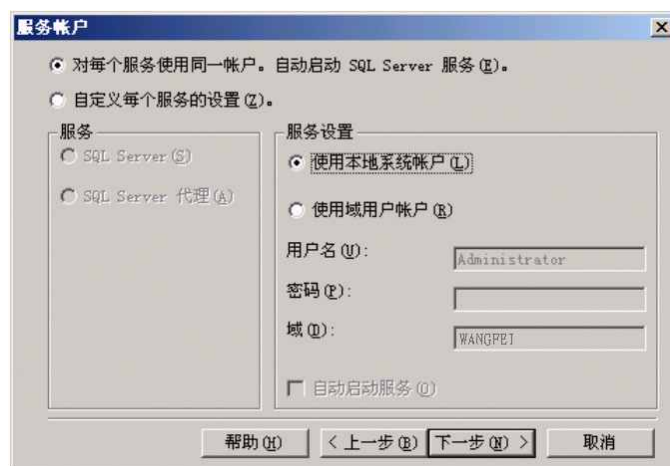 服务帐户
对每个服务使用同一帐户。自动启动 SQL Server 服务(E)。
自定义每个服务的设置(Z)。
服务
SQL Server(S)
SQL Server 代理(A)
服务设置
使用本地系统帐户(L)
使用域用户帐户(R)
用户名(U):
Administrator
密码(P):
域(D):
WANGFEI
自动启动服务(O)
帮助(H)
< 上一步(B)
下一步(N) >
取消